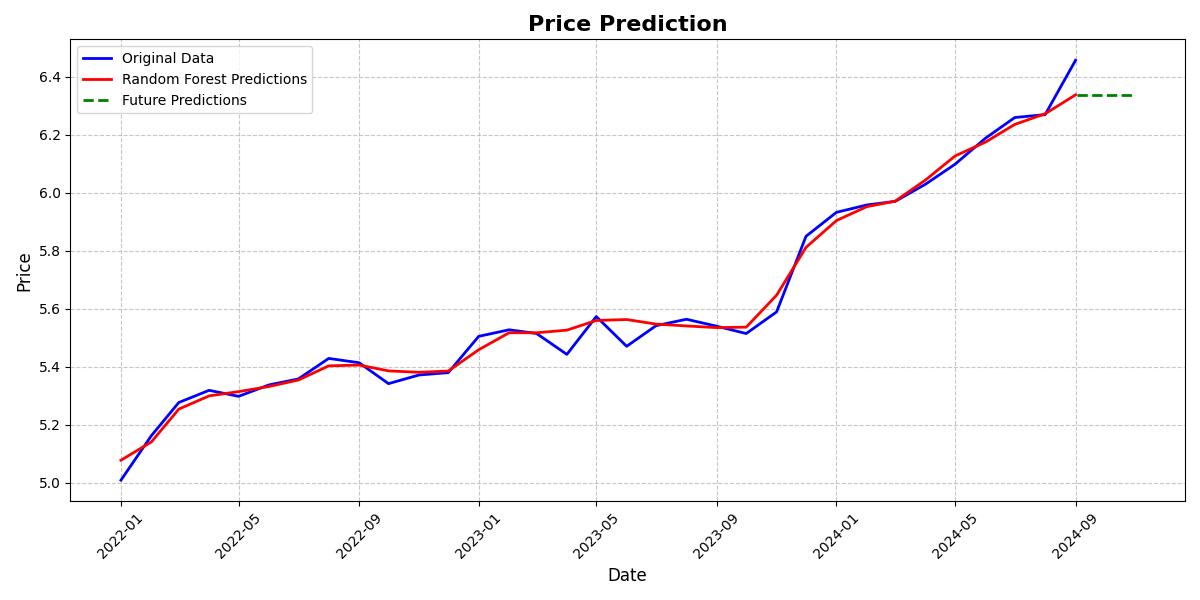 Price Prediction
Original Data
Random Forest Predictions
Future Predictions
Price
6.4
6.2
6.0
5.8
5.6
5.4
5.2
5.0
2022-01
2022-05
2022-09
2023-01
2023-05
2023-09
2024-01
2024-05
2024-09
Date